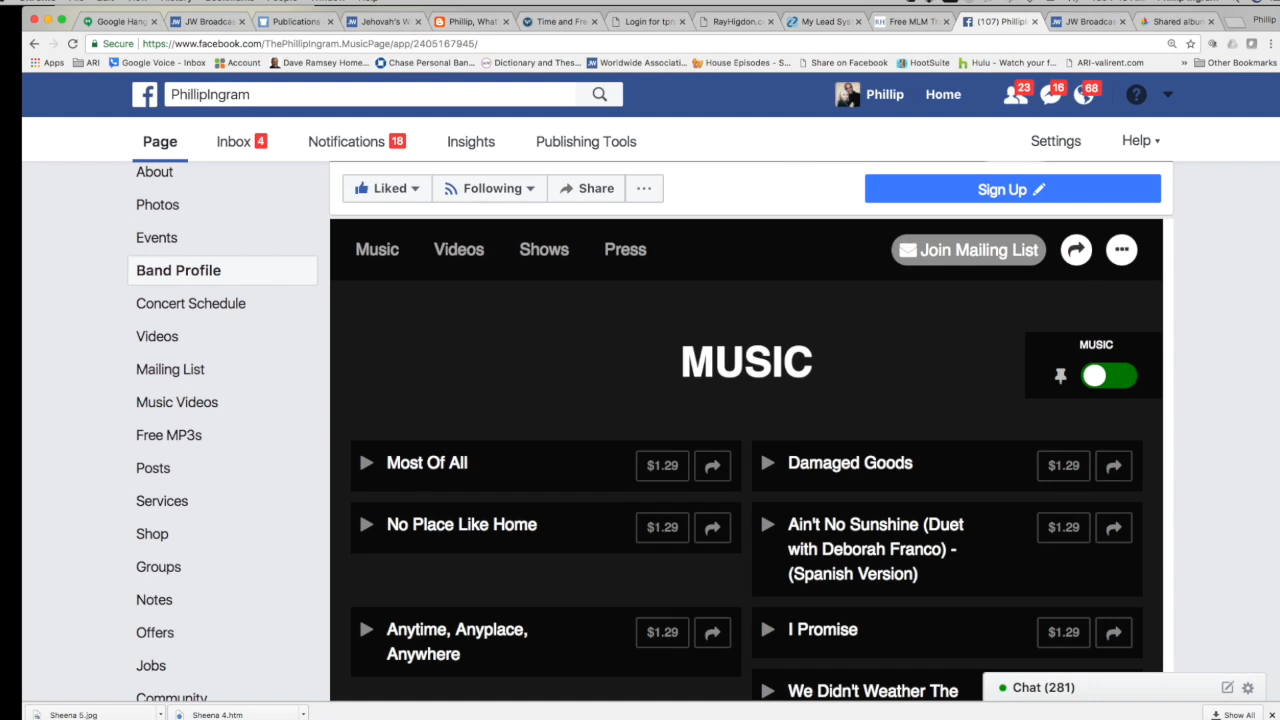 Google Hang
JW Broadcas
Publications
Jehovah's W
Phillip, What
Time and Fre
Login for tpn
RayHigdon.c
My Lead Sys
Free MLM Tr
(107) Phillip
JW Broadcas
Shared album
Phillip
Secure
https://www.facebook.com/ThePhillipIngram.MusicPage/app/2405167945/
Apps
ARI
Google Voice - Inbox
Account
Dave Ramsey Home...
Chase Personal Ban...
Dictionary and Thes...
Worldwide Associati...
House Episodes - S...
Share on Facebook
HootSuite
Hulu - Watch your f...
ARI-valirent.com
»
Other Bookmarks
PhillipIngram
Phillip
Home
23
16
68
?
Page
Inbox 4
Notifications 18
Insights
Publishing Tools
Settings
Help
About
Photos
Events
Band Profile
Concert Schedule
Videos
Mailing List
Music Videos
Free MP3s
Posts
Services
Shop
Groups
Notes
Offers
Jobs
Community
Liked
Following
Share
...
Sign Up
Music
Videos
Shows
Press
Join Mailing List
MUSIC
MUSIC
Most Of All
$1.29
Damaged Goods
$1.29
No Place Like Home
$1.29
Ain't No Sunshine (Duet
with Deborah Franco) -
(Spanish Version)
$1.29
Anytime, Anyplace,
Anywhere
$1.29
I Promise
$1.29
We Didn't Weather The
Chat (281)
Sheena 5.jpg
Sheena 4.htm
Show All